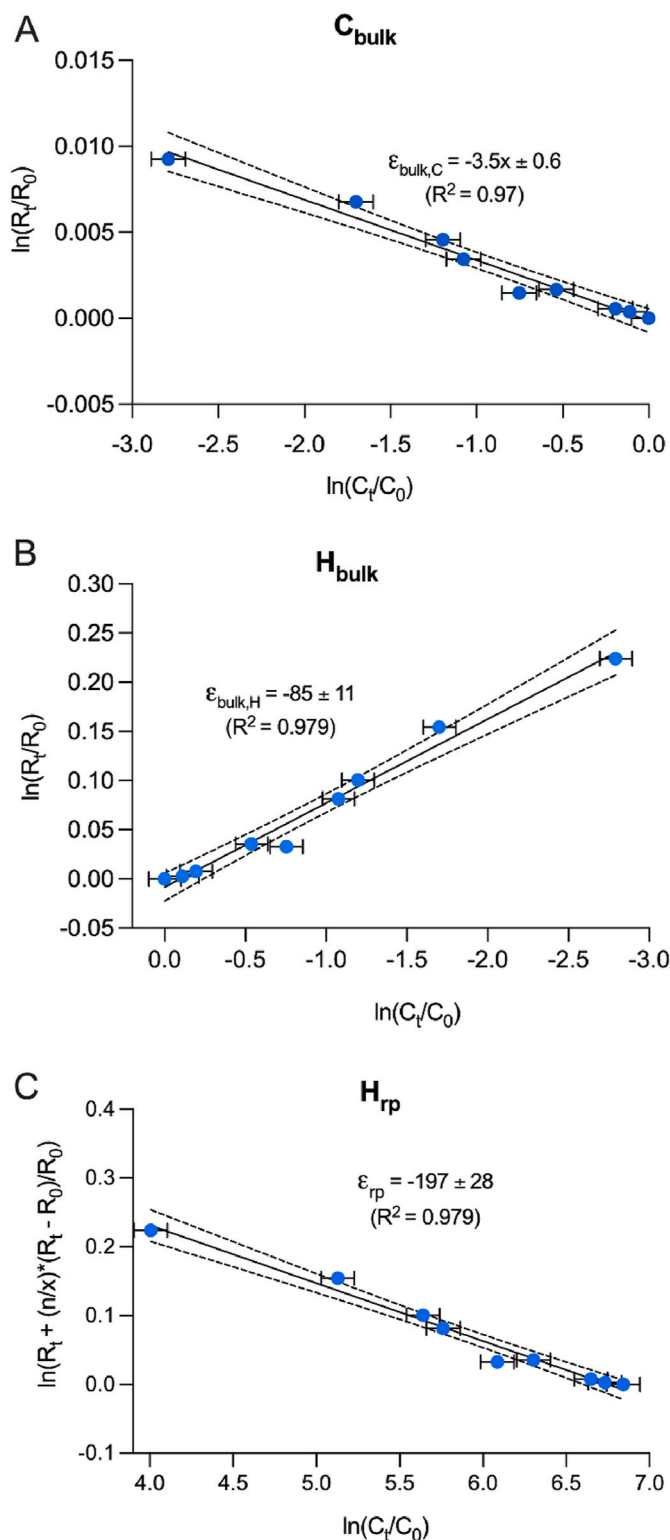 A
C_bulk
0.015
0.010
0.005
0.000
-0.005
ln(R_t/R_0)
ε_bulk,C = -3.5x ± 0.6
(R² = 0.97)
-3.0 -2.5 -2.0 -1.5 -1.0 -0.5 0.0
ln(C_t/C_0)
B
H_bulk
0.30
0.25
0.20
0.15
0.10
0.05
0.00
-0.05
ln(R_t/R_0)
ε_bulk,H = -85 ± 11
(R² = 0.979)
0.0 -0.5 -1.0 -1.5 -2.0 -2.5 -3.0
ln(C_t/C_0)
C
H_rp
0.4
0.3
0.2
0.1
0.0
-0.1
ln(R_t + (n/x)*(R_t - R_0)/R_0)
ε_rp = -197 ± 28
(R² = 0.979)
4.0 4.5 5.0 5.5 6.0 6.5 7.0
ln(C_t/C_0)